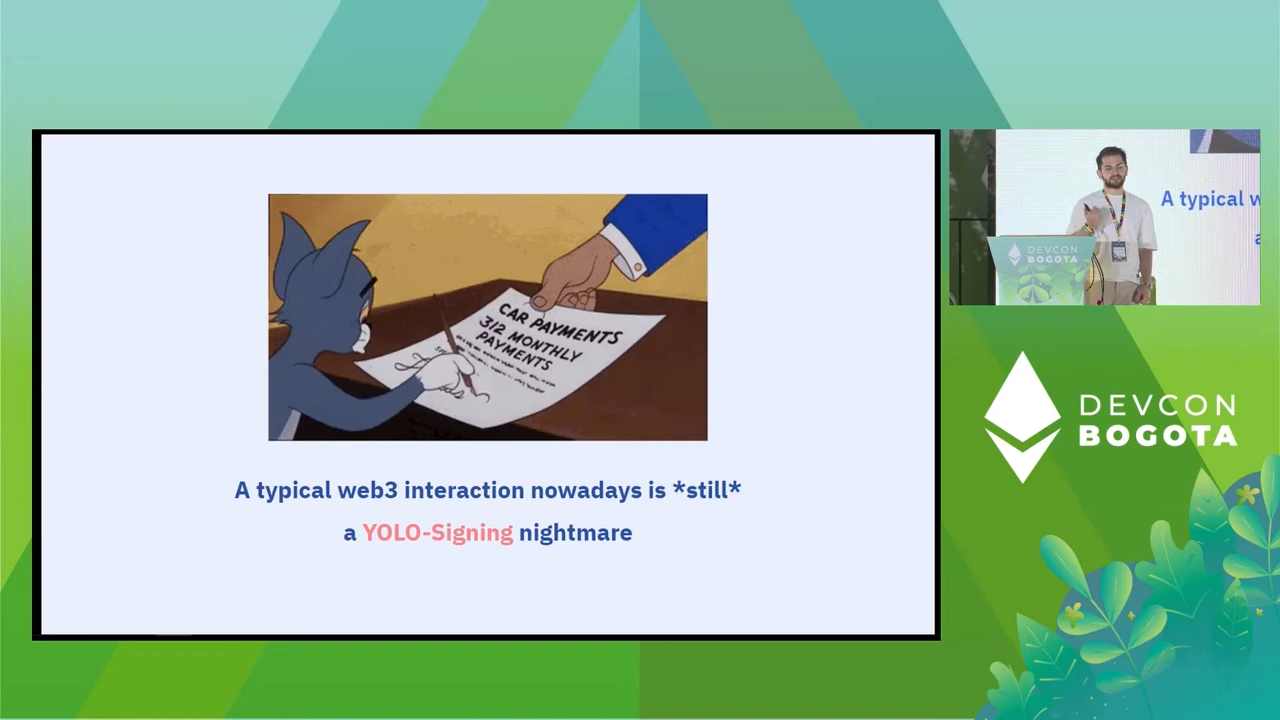 CAR PAYMENTS
312 MONTHLY
PAYMENTS
A typical web3 interaction nowadays is *still*
a YOLO-Signing nightmare
A typical w
a
DEVCON
BOGOTA
DEVCON
BOGOTA